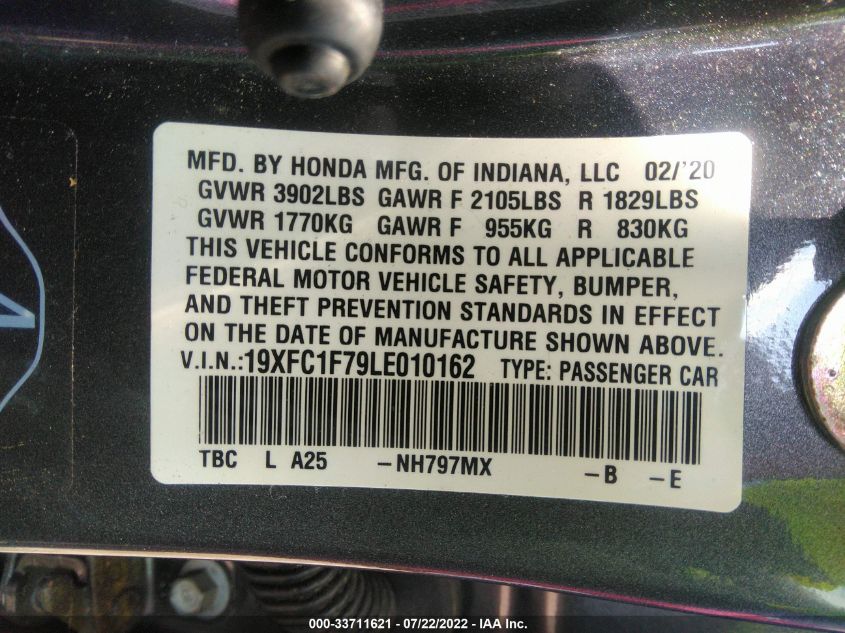 MFD. BY HONDA MFG. OF INDIANA, LLC 02/'20
GVWR 3902LBS GAWR F 2105LBS R 1829LBS
GVWR 1770KG GAWR F 955KG R 830KG
THIS VEHICLE CONFORMS TO ALL APPLICABLE
FEDERAL MOTOR VEHICLE SAFETY, BUMPER,
AND THEFT PREVENTION STANDARDS IN EFFECT
ON THE DATE OF MANUFACTURE SHOWN ABOVE.
V.I.N.:19XFC1F79LE010162 TYPE: PASSENGER CAR
TBC L A25 -NH797MX -B -E
000-33711621 - 07/22/2022 - IAA Inc.